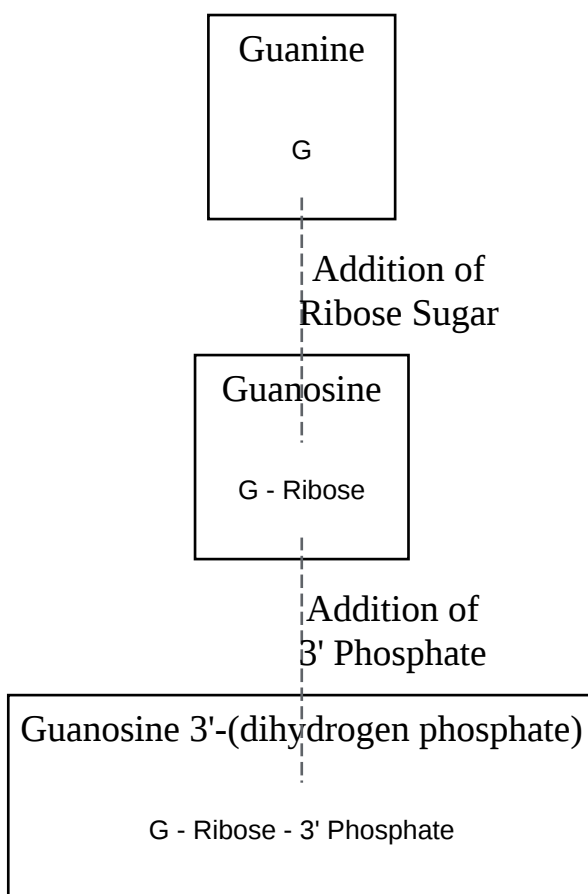 Guanine
G
Addition of
Ribose Sugar
Guanosine
G - Ribose
Addition of
3' Phosphate
Guanosine 3'-(dihydrogen phosphate)
G - Ribose - 3' Phosphate